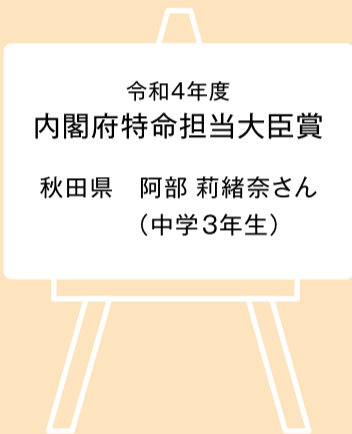 令和4年度
内閣府特命担当大臣賞
秋田県　阿部 莉緒奈さん
（中学3年生）